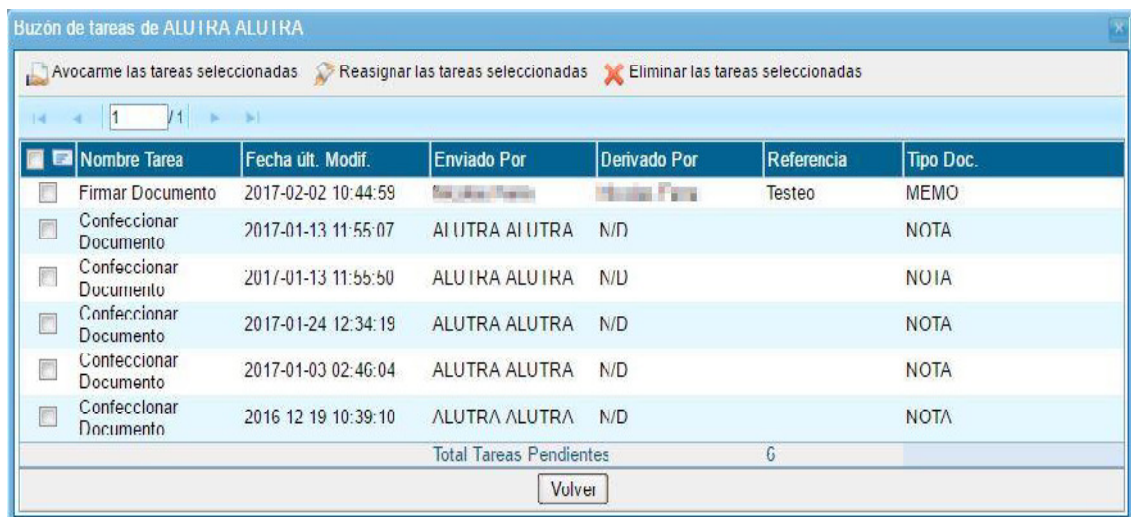 Buzón de tareas de ALUTRA ALUTRA
Avocarme las tareas seleccionadas Reasignar las tareas seleccionadas Eliminar las tareas seleccionadas
1 / 1
Nombre Tarea Fecha últ. Modif. Enviado Por Derivado Por Referencia Tipo Doc.
Firmar Documento 2017-02-02 10:44:59 Testeo MEMO
Confeccionar
Documento 2017-01-13 11:55:07 ALUTRA ALUTRA N/D NOTA
Confeccionar
Documento 2017-01-13 11:55:50 ALUTRA ALUTRA N/D NOTA
Confeccionar
Documento 2017-01-24 12:34:19 ALUTRA ALUTRA N/D NOTA
Confeccionar
Documento 2017-01-03 02:46:04 ALUTRA ALUTRA N/D NOTA
Confeccionar
Documento 2016-12-19 10:39:10 ALUTRA ALUTRA N/D NOTA
Total Tareas Pendientes 6
Volver